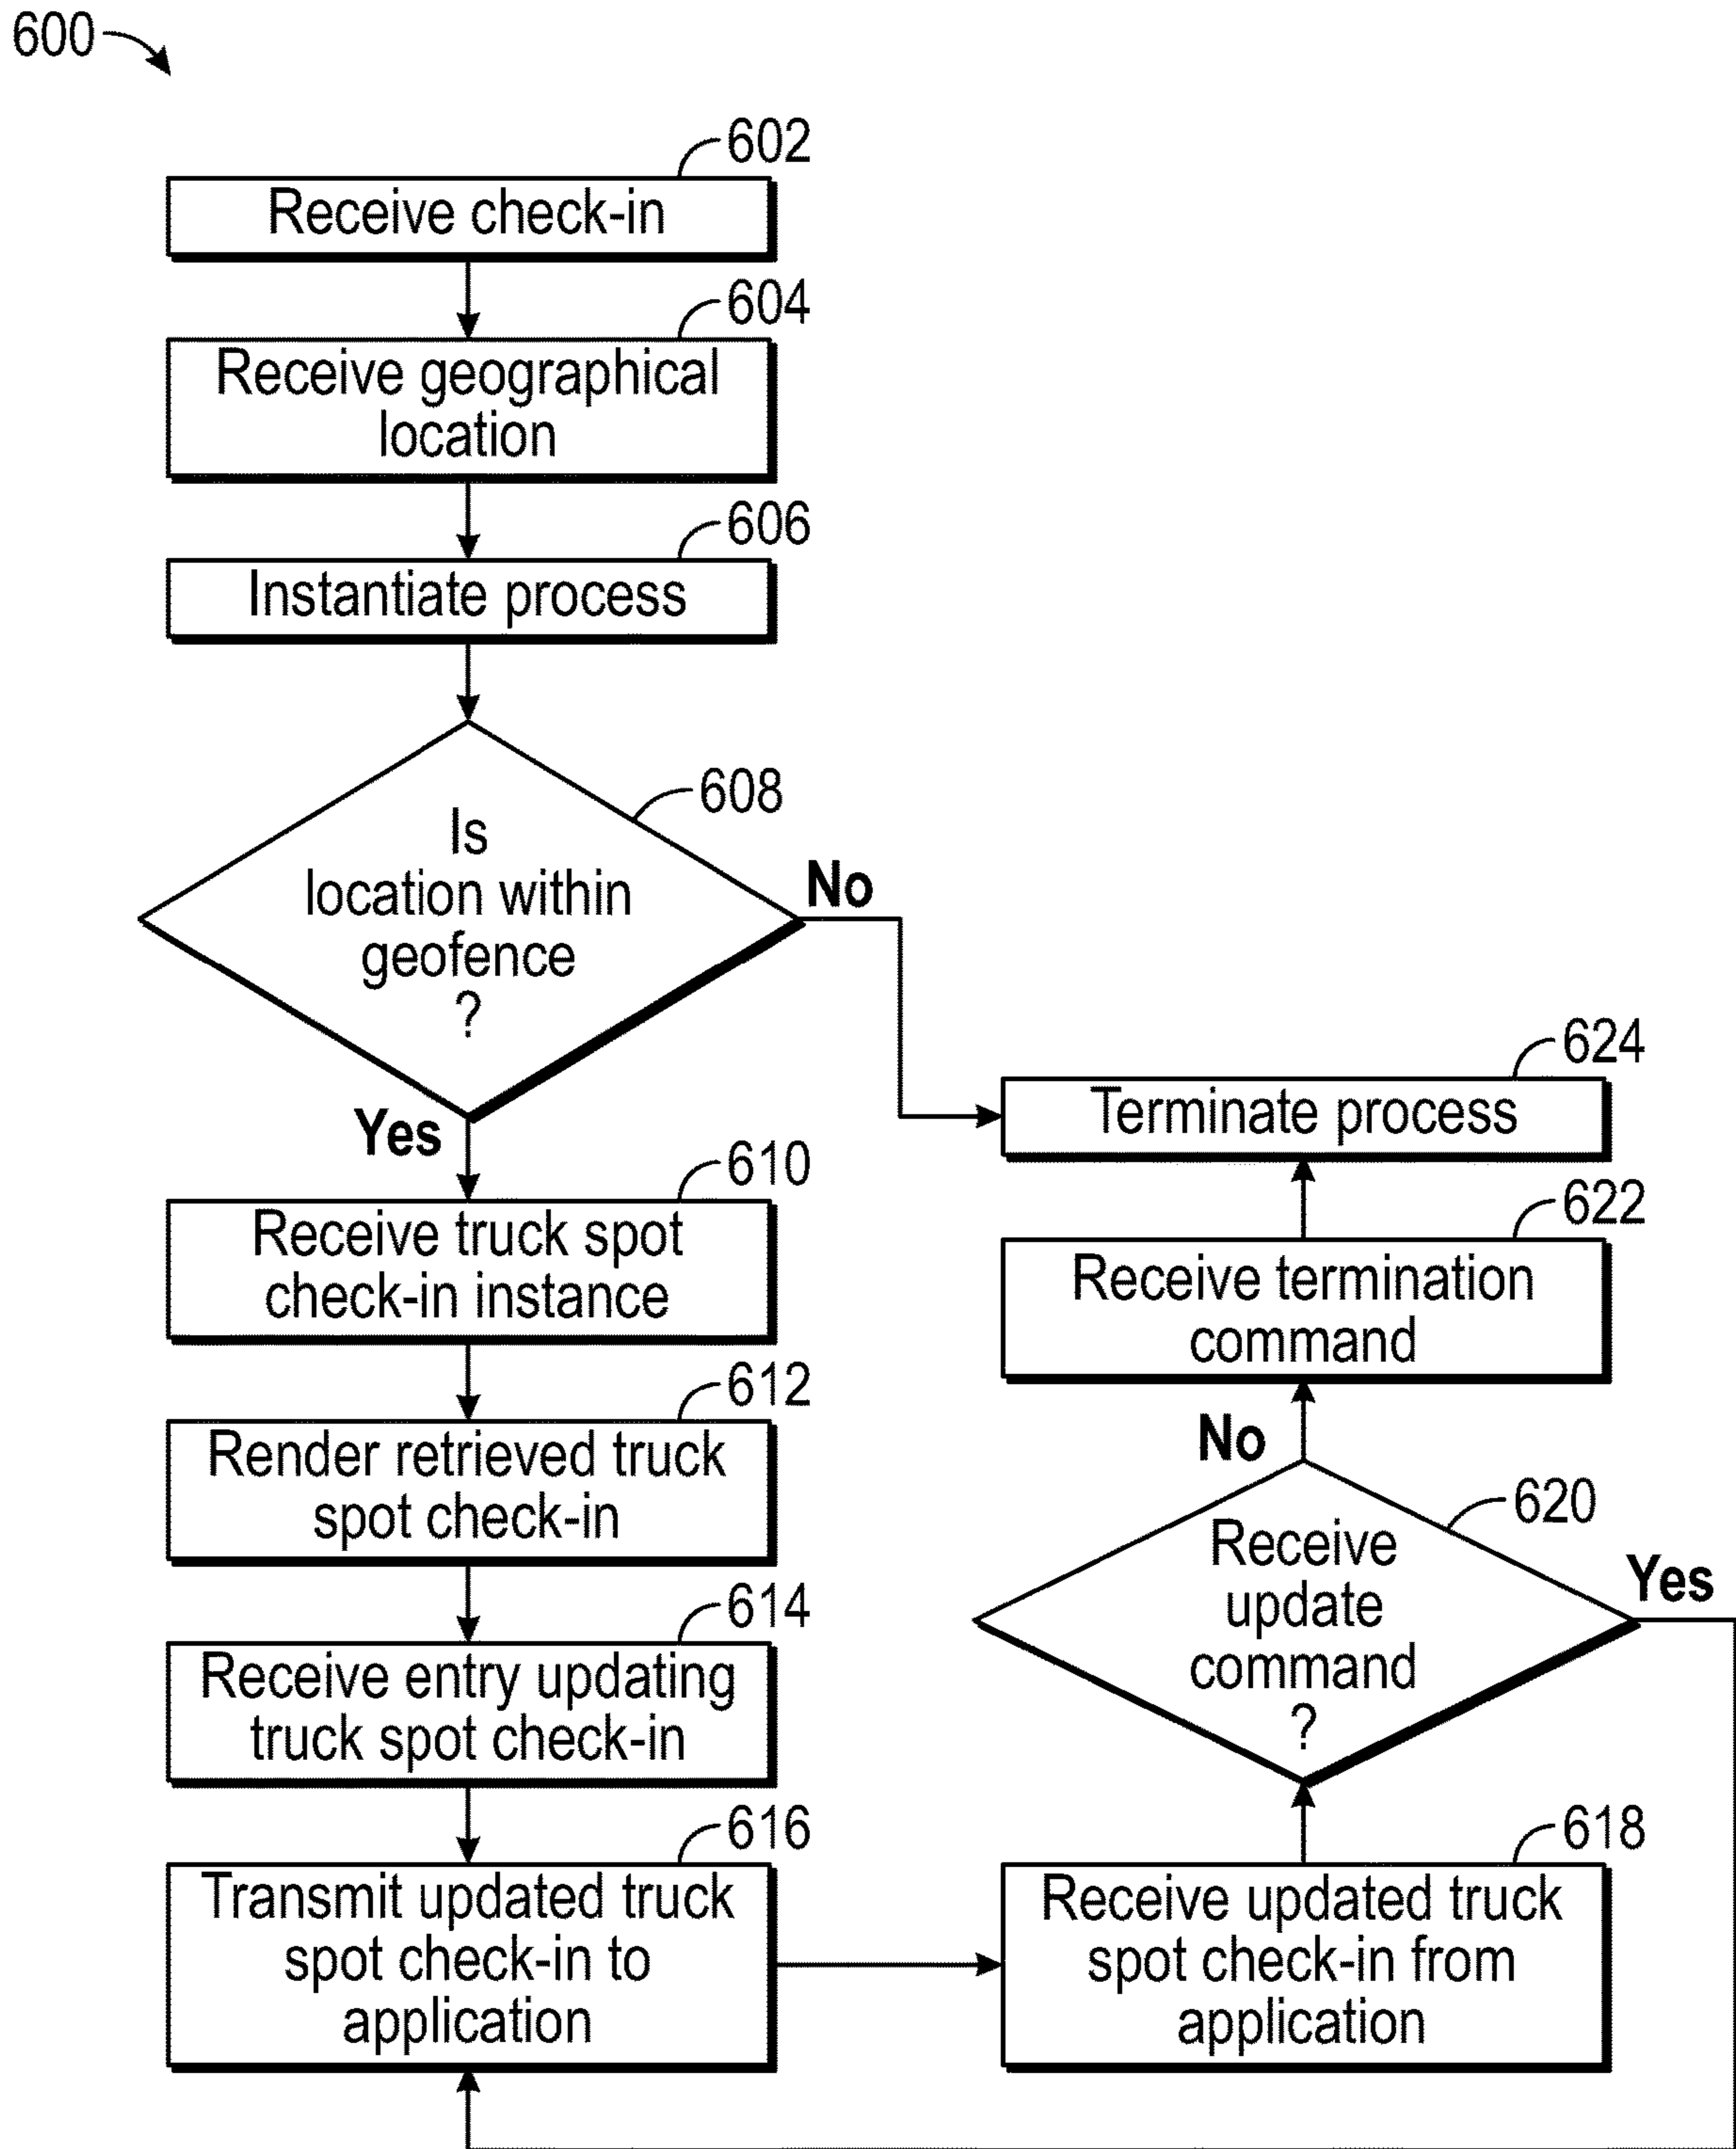 600
602
Receive check-in
604
Receive geographical
location
606
Instantiate process
608
Is
location within
geofence
?
No
Yes
610
Receive truck spot
check-in instance
612
Render retrieved truck
spot check-in
614
Receive entry updating
truck spot check-in
616
Transmit updated truck
spot check-in to
application
618
Receive updated truck
spot check-in from
application
620
Receive
update
command
?
Yes
No
622
Receive termination
command
624
Terminate process